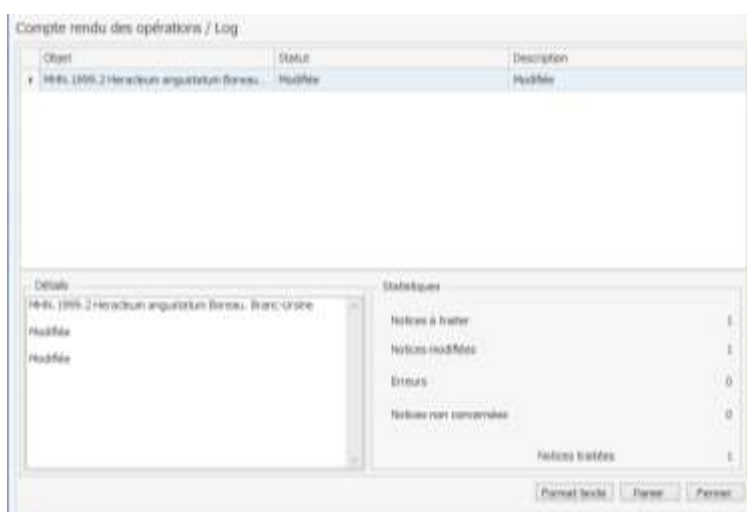 Compte rendu des opérations / Log
Objet Statut Description
MHN. 1999. 2 Heracleum angustatum Boreau. Modifiée Modifiée
Détails
MHN. 1999. 2 Heracleum angustatum Boreau. Branc-Ursine
Modifiée
Modifiée
Statistiques
Notices à traiter 1
Notices modifiées 1
Erreurs 0
Notices non concernées 0
Notices traitées 1
Format texte Fermer